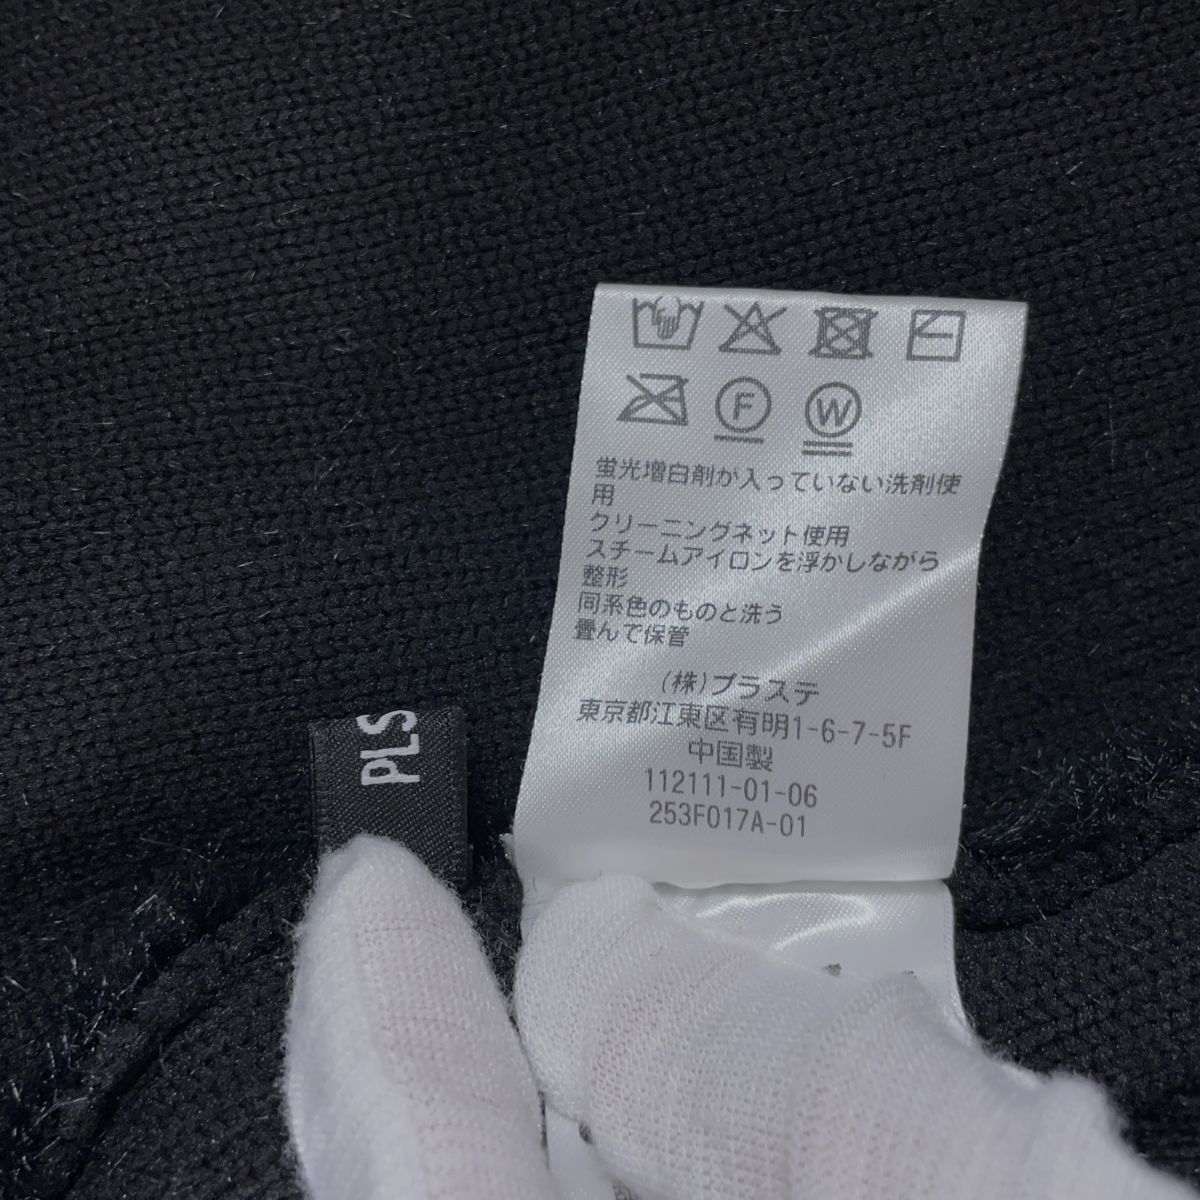 F
W
蛍光増白剤が入っていない洗剤使
用
クリーニングネット使用
スチームアイロンを浮かしながら
整形
同系色のものと洗う
畳んで保管
(株)プラステ
東京都江東区有明1-6-7-5F
中国製
112111-01-06
253F017A-01
PLS